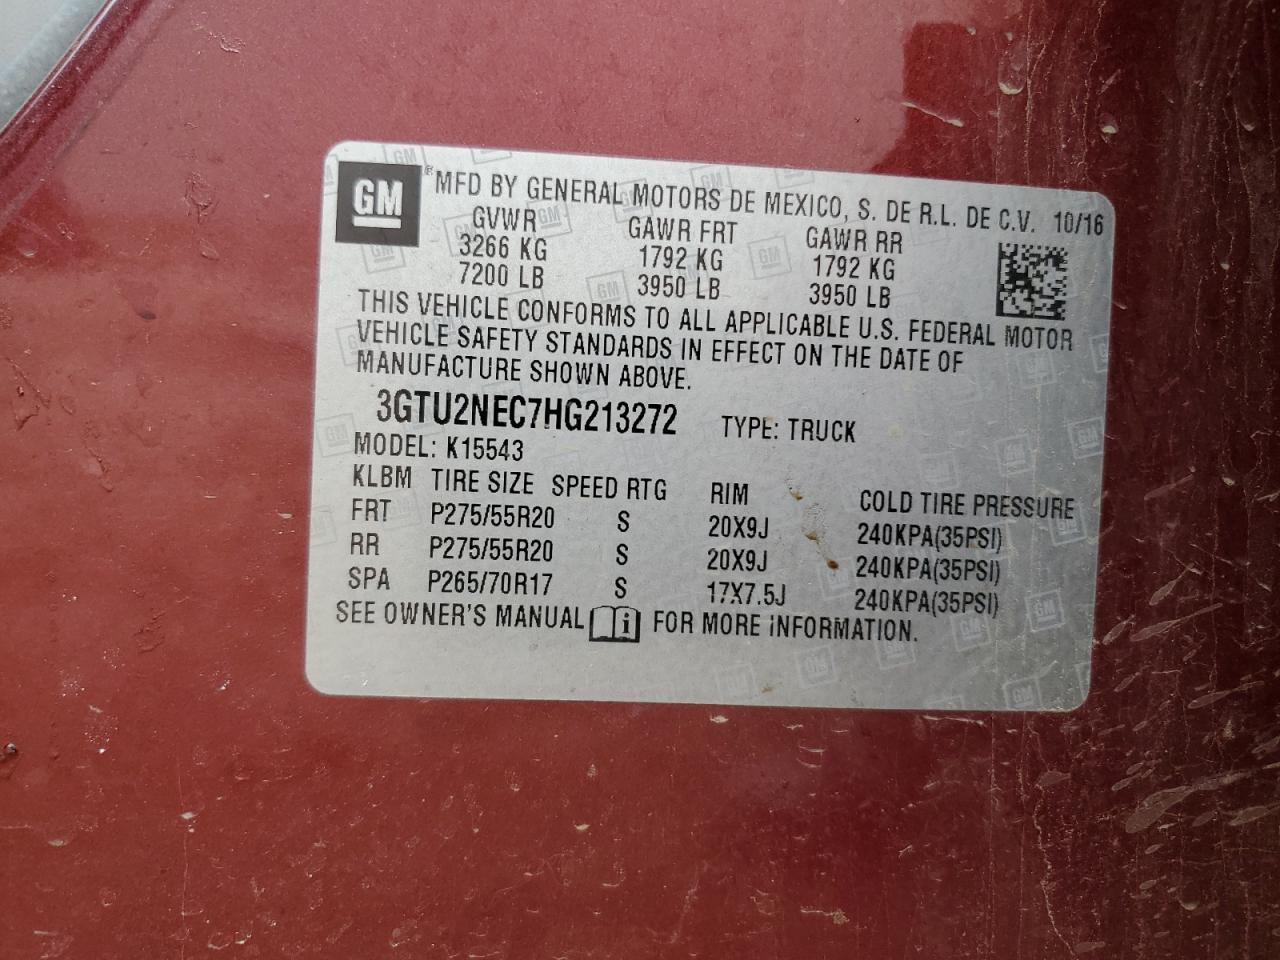 GM ® MFD BY GENERAL MOTORS DE MEXICO, S. DE R.L. DE C.V. 10/16
GVWR GAWR FRT GAWR RR
3266 KG 1792 KG 1792 KG
7200 LB 3950 LB 3950 LB
THIS VEHICLE CONFORMS TO ALL APPLICABLE U.S. FEDERAL MOTOR
VEHICLE SAFETY STANDARDS IN EFFECT ON THE DATE OF
MANUFACTURE SHOWN ABOVE.
3GTU2NEC7HG213272 TYPE: TRUCK
MODEL: K15543
KLBM TIRE SIZE SPEED RTG RIM COLD TIRE PRESSURE
FRT P275/55R20 S 20X9J 240KPA(35PSI)
RR P275/55R20 S 20X9J 240KPA(35PSI)
SPA P265/70R17 S 17X7.5J 240KPA(35PSI)
SEE OWNER'S MANUAL i FOR MORE INFORMATION.